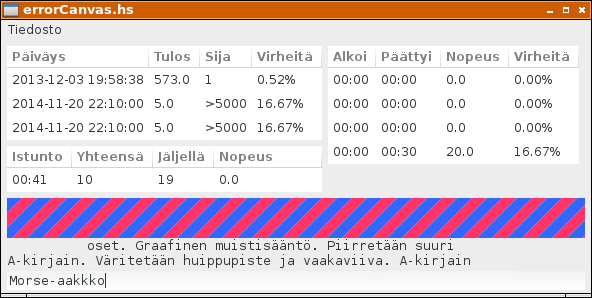 errorCanvas.hs
Tiedosto
Päiväys Tulos Sija Virheitä
2013-12-03 19:58:38 573.0 1 0.52%
2014-11-20 22:10:00 5.0 >5000 16.67%
2014-11-20 22:10:00 5.0 >5000 16.67%
Istunto Yhteensä Jäljellä Nopeus
00:41 10 19 0.0
Alkoi Päättyi Nopeus Virheitä
00:00 00:00 0.0 0.00%
00:00 00:00 0.0 0.00%
00:00 00:00 0.0 0.00%
00:00 00:30 20.0 16.67%
oset. Graafinen muistisääntö. Piirretään suuri
A-kirjain. Väritetään huippupiste ja vaakaviiva. A-kirjain
Morse-aakkko